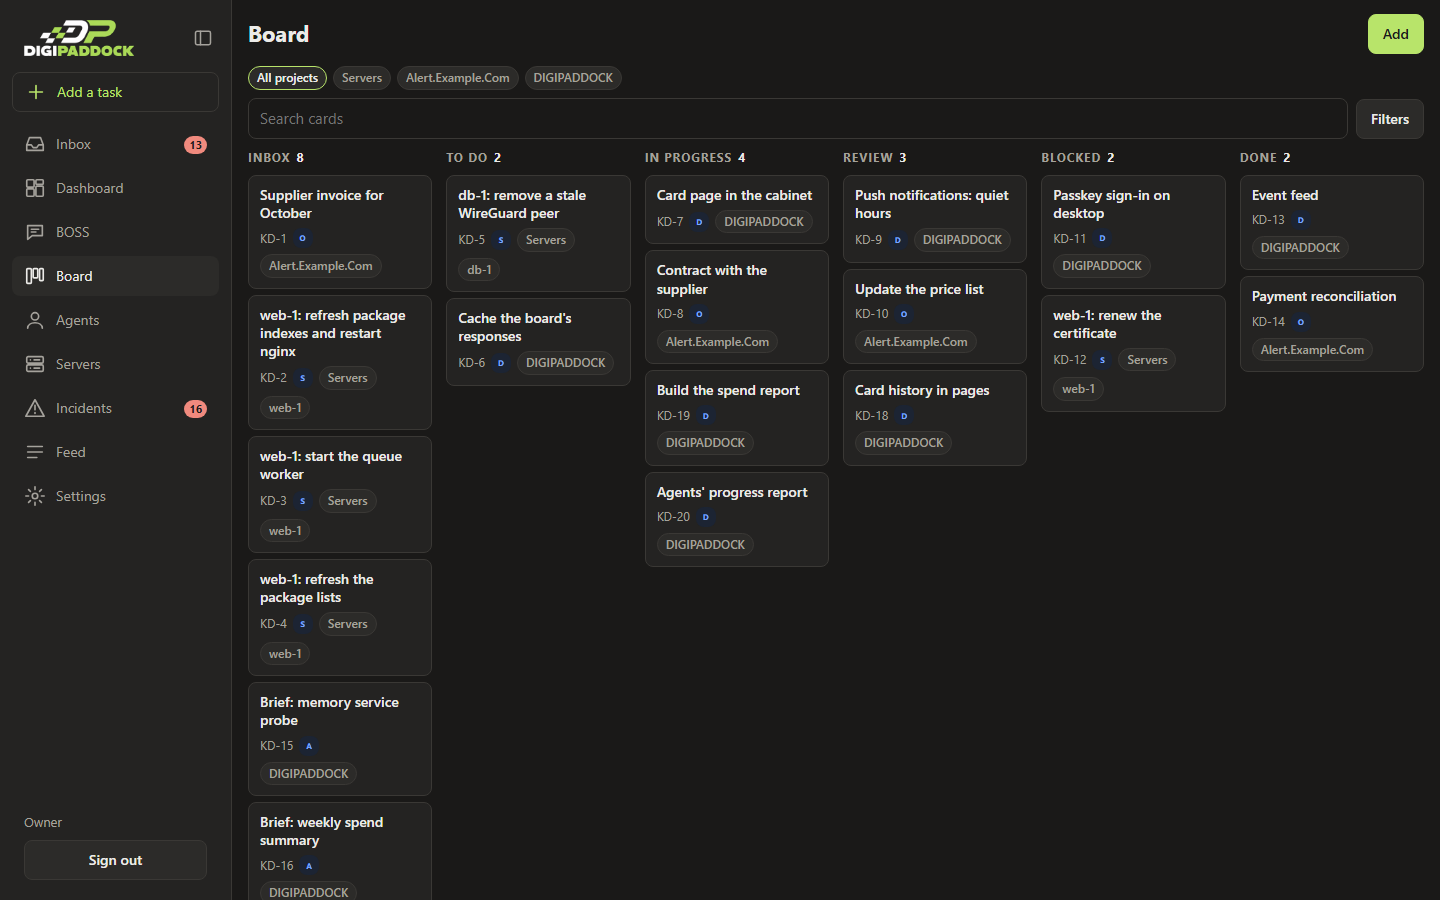 DP
DIGIPADDOCK
Add a task
Inbox 13
Dashboard
BOSS
Board
Agents
Servers
Incidents 16
Feed
Settings
Owner
Sign out
Board
Add
All projects
Servers
Alert.Example.Com
DIGIPADDOCK
Search cards
Filters
INBOX 8
Supplier invoice for
October
KD-1 O
Alert.Example.Com
web-1: refresh package
indexes and restart
nginx
KD-2 S Servers
web-1
web-1: start the queue
worker
KD-3 S Servers
web-1
web-1: refresh the
package lists
KD-4 S Servers
web-1
Brief: memory service
probe
KD-15 A
DIGIPADDOCK
Brief: weekly spend
summary
KD-16 A
DIGIPADDOCK
TO DO 2
db-1: remove a stale
WireGuard peer
KD-5 S Servers
db-1
Cache the board's
responses
KD-6 D DIGIPADDOCK
IN PROGRESS 4
Card page in the cabinet
KD-7 D DIGIPADDOCK
Contract with the
supplier
KD-8 O
Alert.Example.Com
Build the spend report
KD-19 D
DIGIPADDOCK
Agents' progress report
KD-20 D
DIGIPADDOCK
REVIEW 3
Push notifications: quiet
hours
KD-9 D DIGIPADDOCK
Update the price list
KD-10 O
Alert.Example.Com
Card history in pages
KD-18 D
DIGIPADDOCK
BLOCKED 2
Passkey sign-in on
desktop
KD-11 D
DIGIPADDOCK
web-1: renew the
certificate
KD-12 S Servers
web-1
DONE 2
Event feed
KD-13 D
DIGIPADDOCK
Payment reconciliation
KD-14 O
Alert.Example.Com